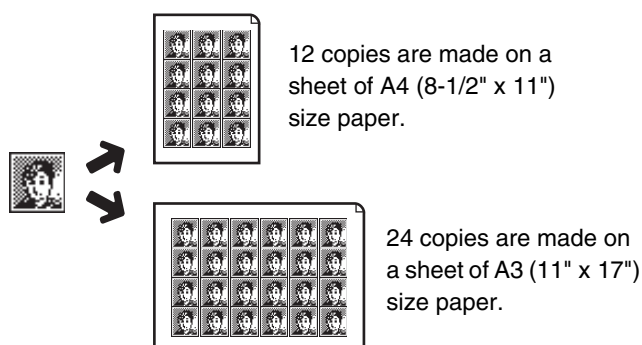 12 copies are made on a
sheet of A4 (8-1/2" x 11")
size paper.
24 copies are made on
a sheet of A3 (11" x 17")
size paper.